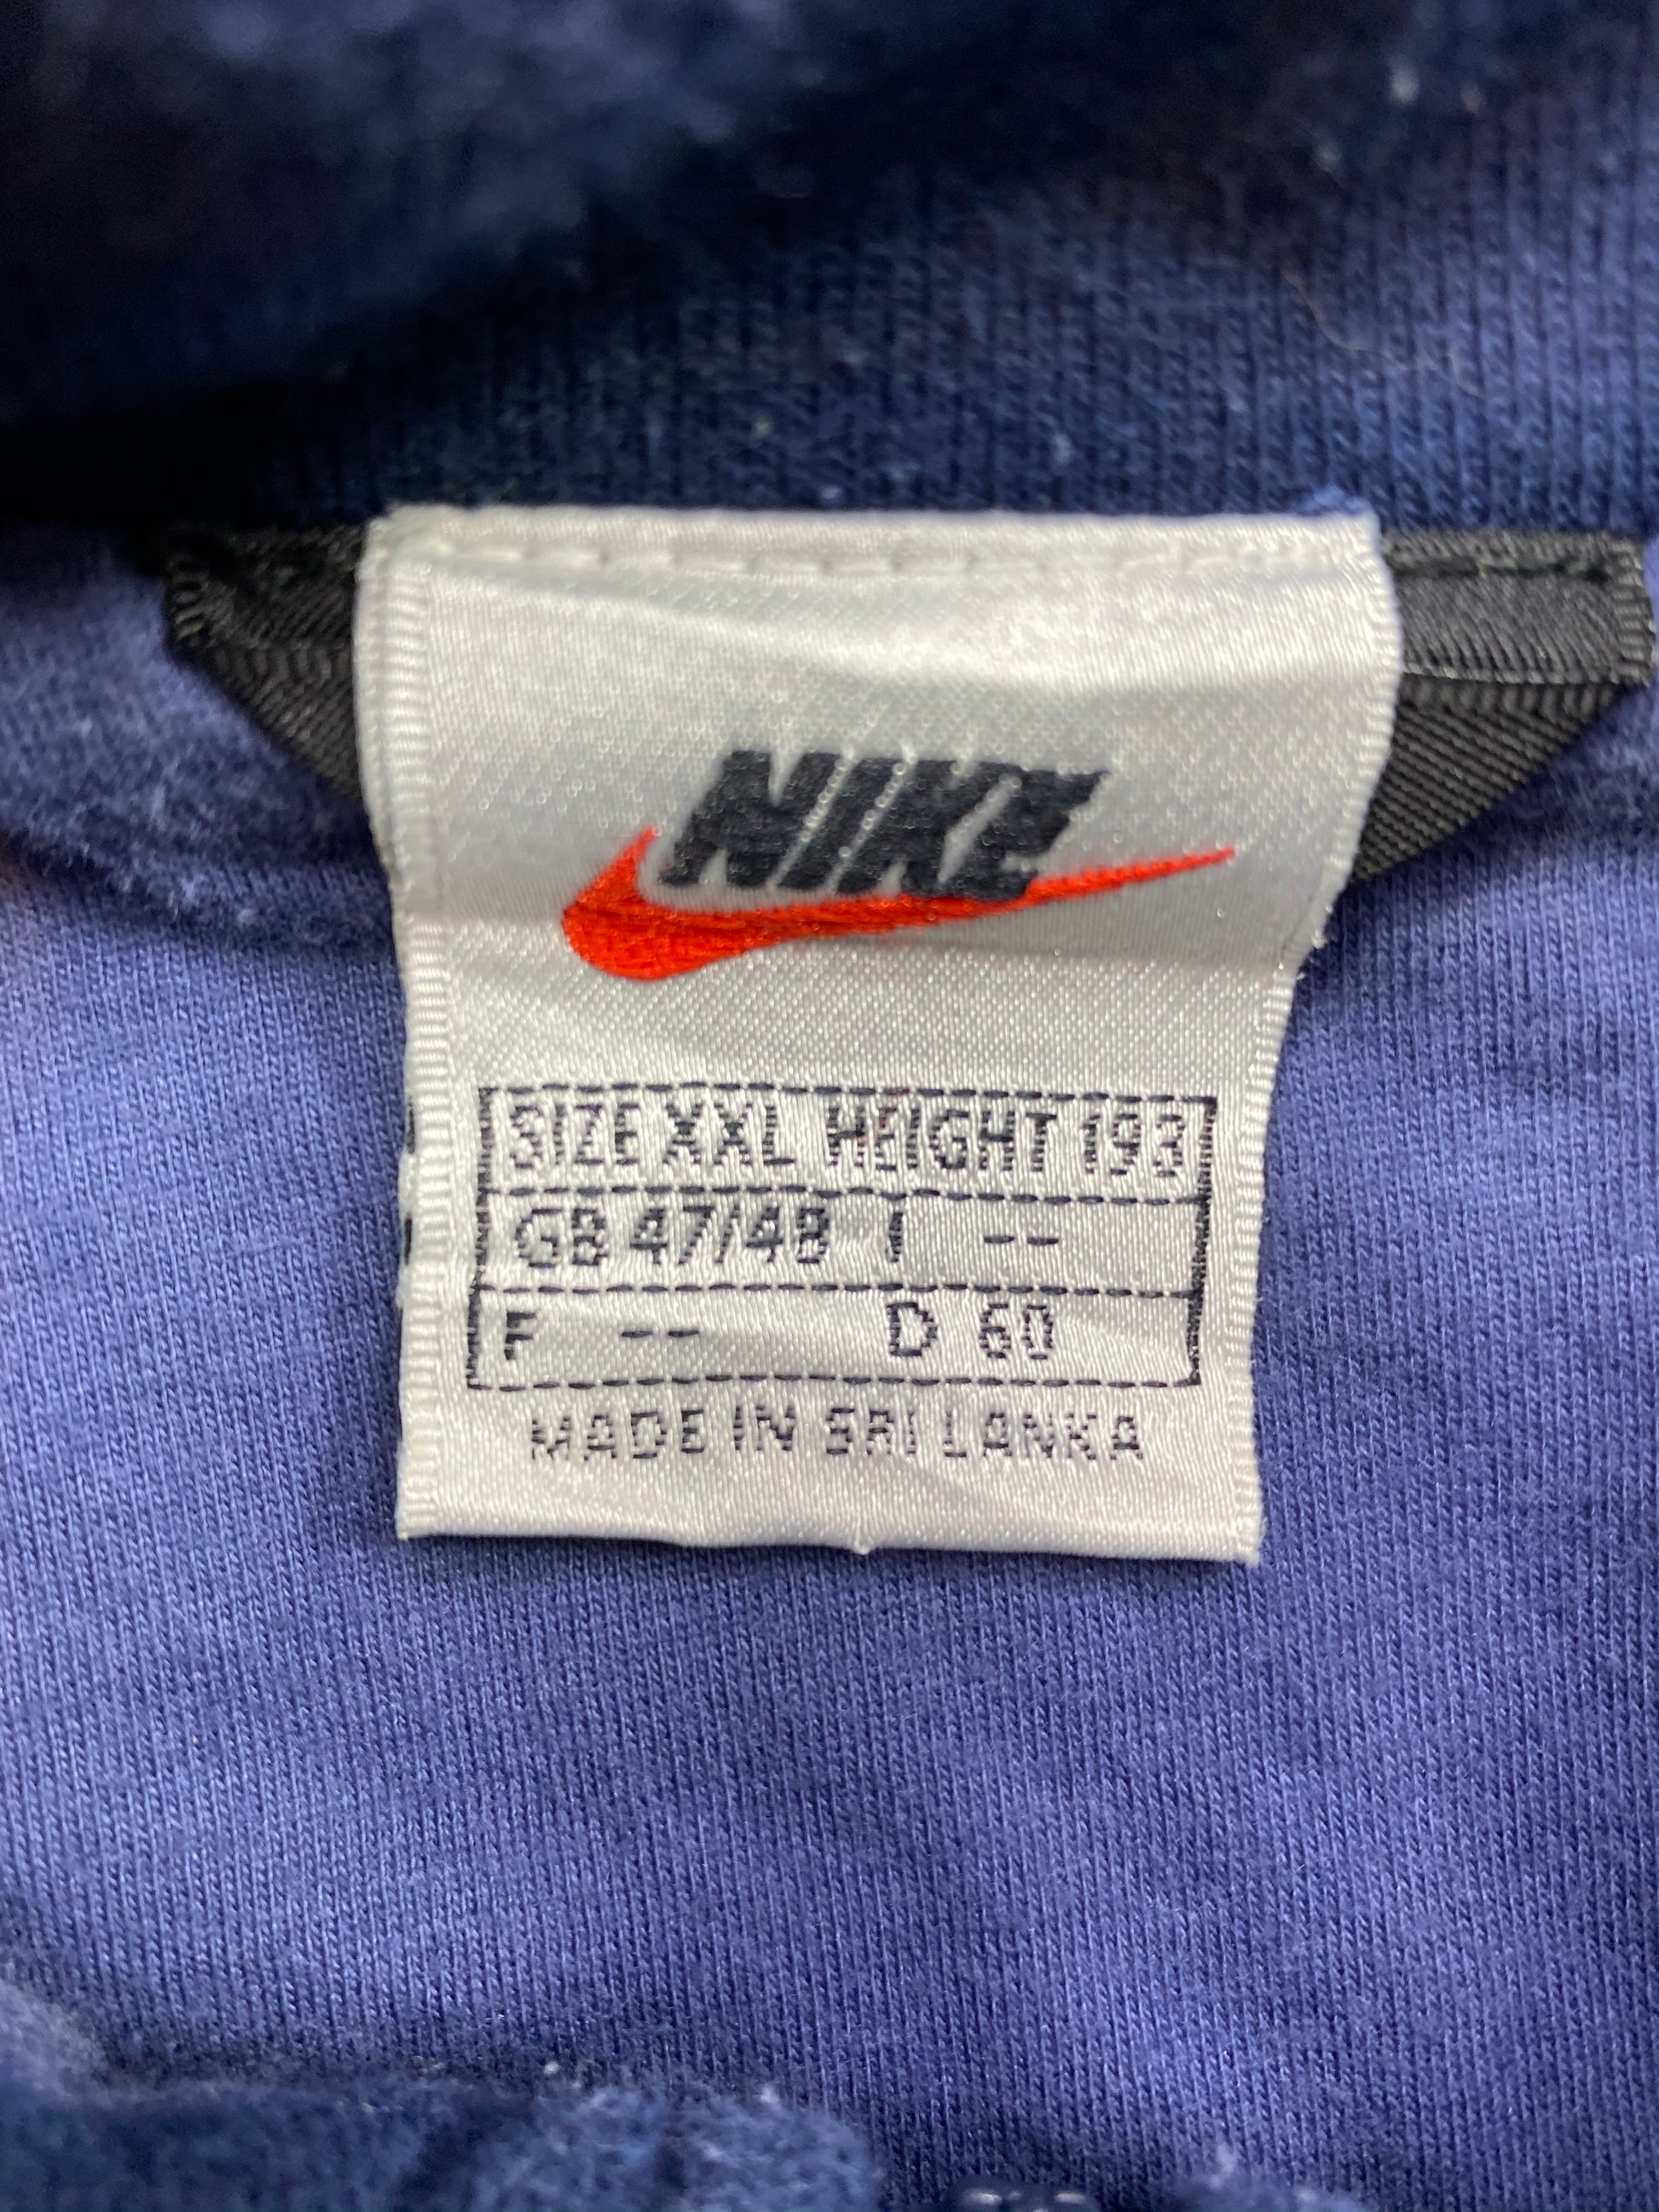 NIKE
SIZE XXL HEIGHT 193
GB 47/48 I --
F -- D 60
MADE IN SRI LANKA